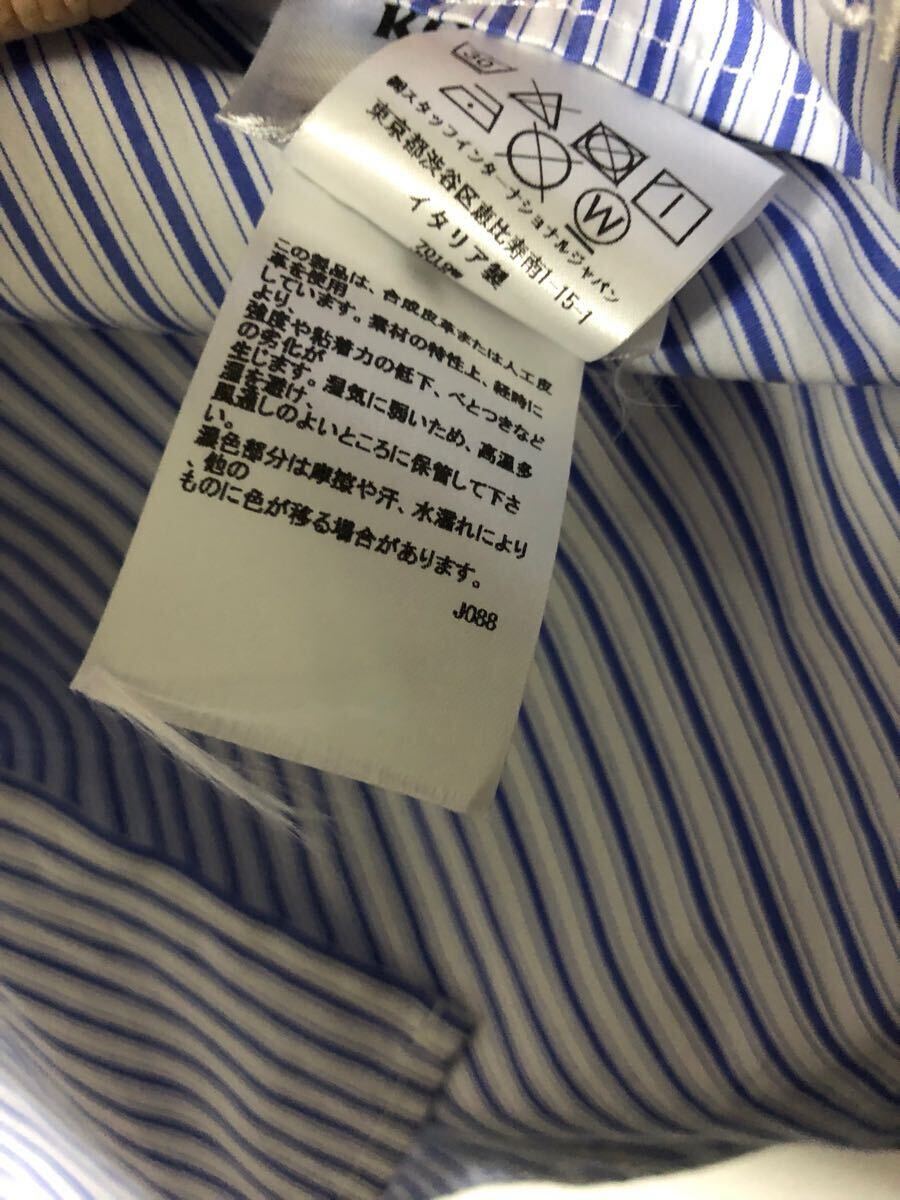 30
W
㈱スタッフインターナショナルジャパン
東京都渋谷区恵比寿南1-15-1
イタリア製
この製品は、合成皮革または人工皮
革を使用
しています。素材の特性上、経時に
より、
強度や粘着力の低下、べとつきなど
の劣化が
生じます。湿気に弱いため、高温多
湿を避け、
風通しのよいところに保管して下さ
い。
濃色部分は摩擦や汗、水濡れにより
、他の
ものに色が移る場合があります。
J088